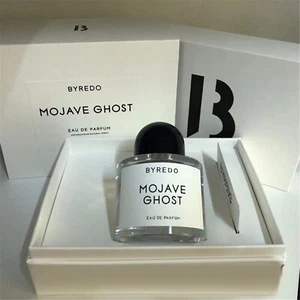 BYREDO
MOJAVE GHOST
EAU DE PARFUM
B
BYREDO
MOJAVE
GHOST
EAU DE PARFUM